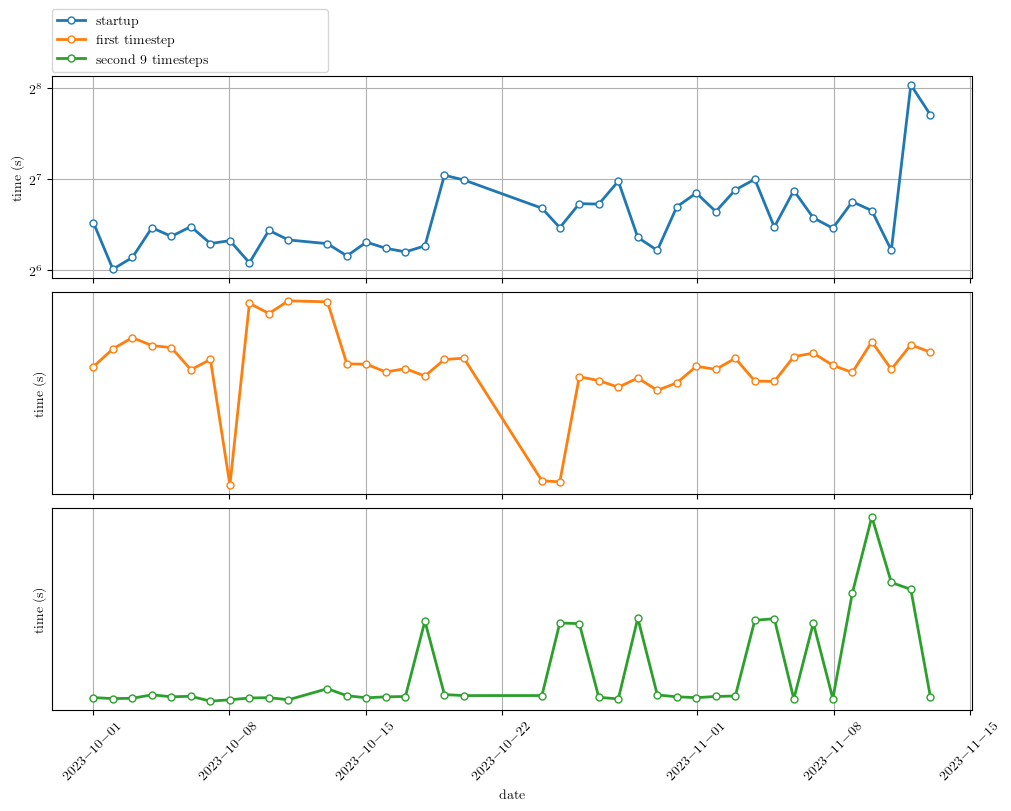 startup
first timestep
second 9 timesteps
2⁸
2⁷
2⁶
time (s)
time (s)
time (s)
2023−10−01
2023−10−08
2023−10−15
2023−10−22
2023−11−01
2023−11−08
2023−11−15
date